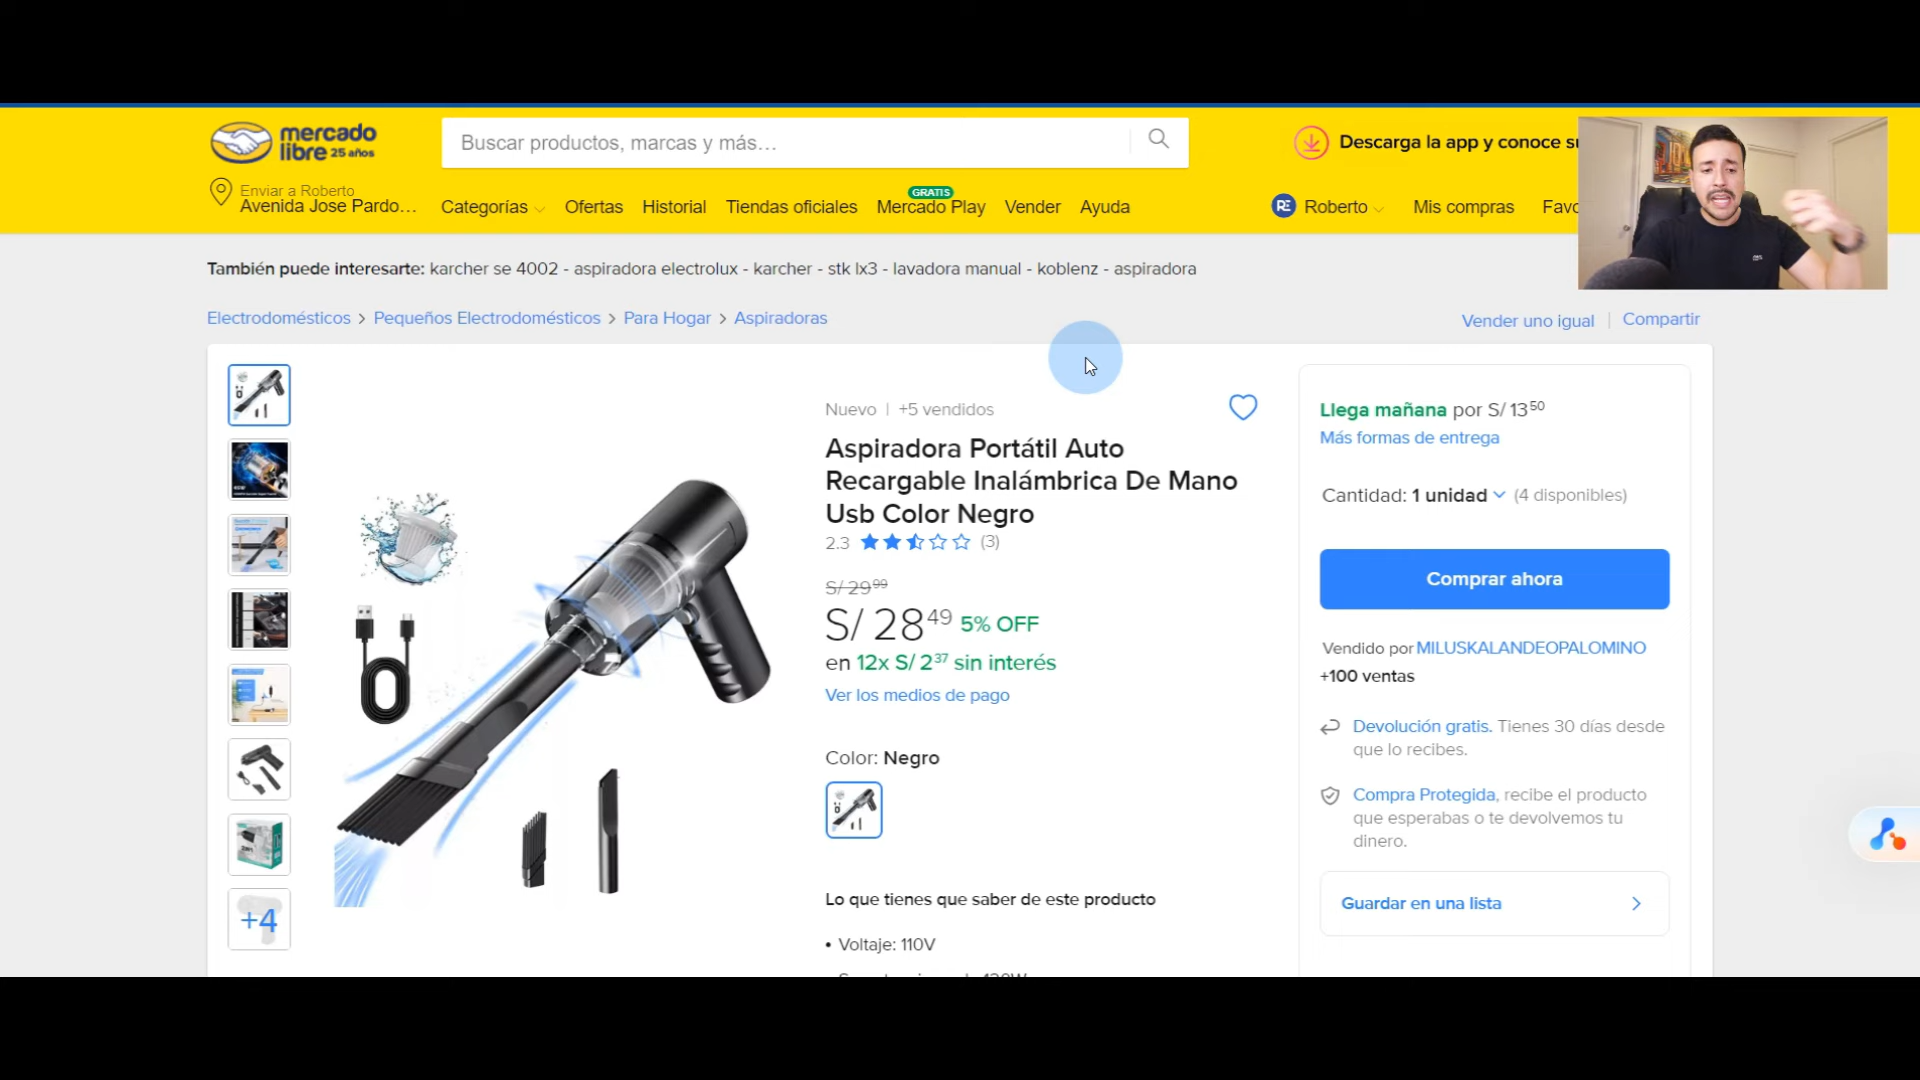 mercado
libre 25 años
Buscar productos, marcas y más...
Descarga la app y conoce
Enviar a Roberto
Avenida Jose Pardo...
Categorías
Ofertas
Historial
Tiendas oficiales
GRATIS
Mercado Play
Vender
Ayuda
RE
Roberto
Mis compras
También puede interesarte: karcher se 4002 - aspiradora electrolux - karcher - stk lx3 - lavadora manual - koblenz - aspiradora
Electrodomésticos > Pequeños Electrodomésticos > Para Hogar > Aspiradoras
Vender uno igual | Compartir
Nuevo | +5 vendidos
Aspiradora Portátil Auto
Recargable Inalámbrica De Mano
Usb Color Negro
2.3 (3)
S/ 29 99
S/ 28 49 5% OFF
en 12x S/ 2 37 sin interés
Ver los medios de pago
Color: Negro
Lo que tienes que saber de este producto
• Voltaje: 110V
+4
Llega mañana por S/ 13 50
Más formas de entrega
Cantidad: 1 unidad (4 disponibles)
Comprar ahora
Vendido por MILUSKALANDEOPALOMINO
+100 ventas
Devolución gratis. Tienes 30 días desde
que lo recibes.
Compra Protegida, recibe el producto
que esperabas o te devolvemos tu
dinero.
Guardar en una lista